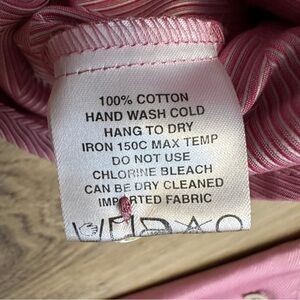 100% COTTON
HAND WASH COLD
HANG TO DRY
IRON 150C MAX TEMP
DO NOT USE
CHLORINE BLEACH
CAN BE DRY CLEANED
IMPORTED FABRIC